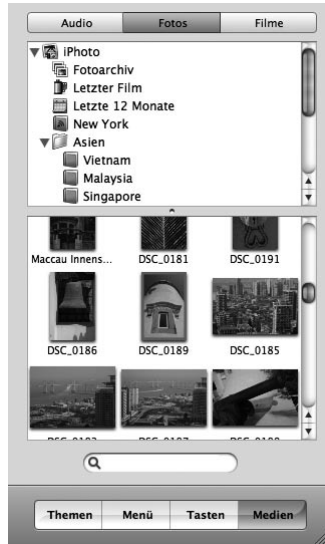 Audio Fotos Filme
iPhoto
Fotoarchiv
Letzter Film
Letzte 12 Monate
New York
Asien
Vietnam
Malaysia
Singapore
Maccau Innens... DSC_0181 DSC_0191
DSC_0186 DSC_0189 DSC_0185
Themen Menü Tasten Medien